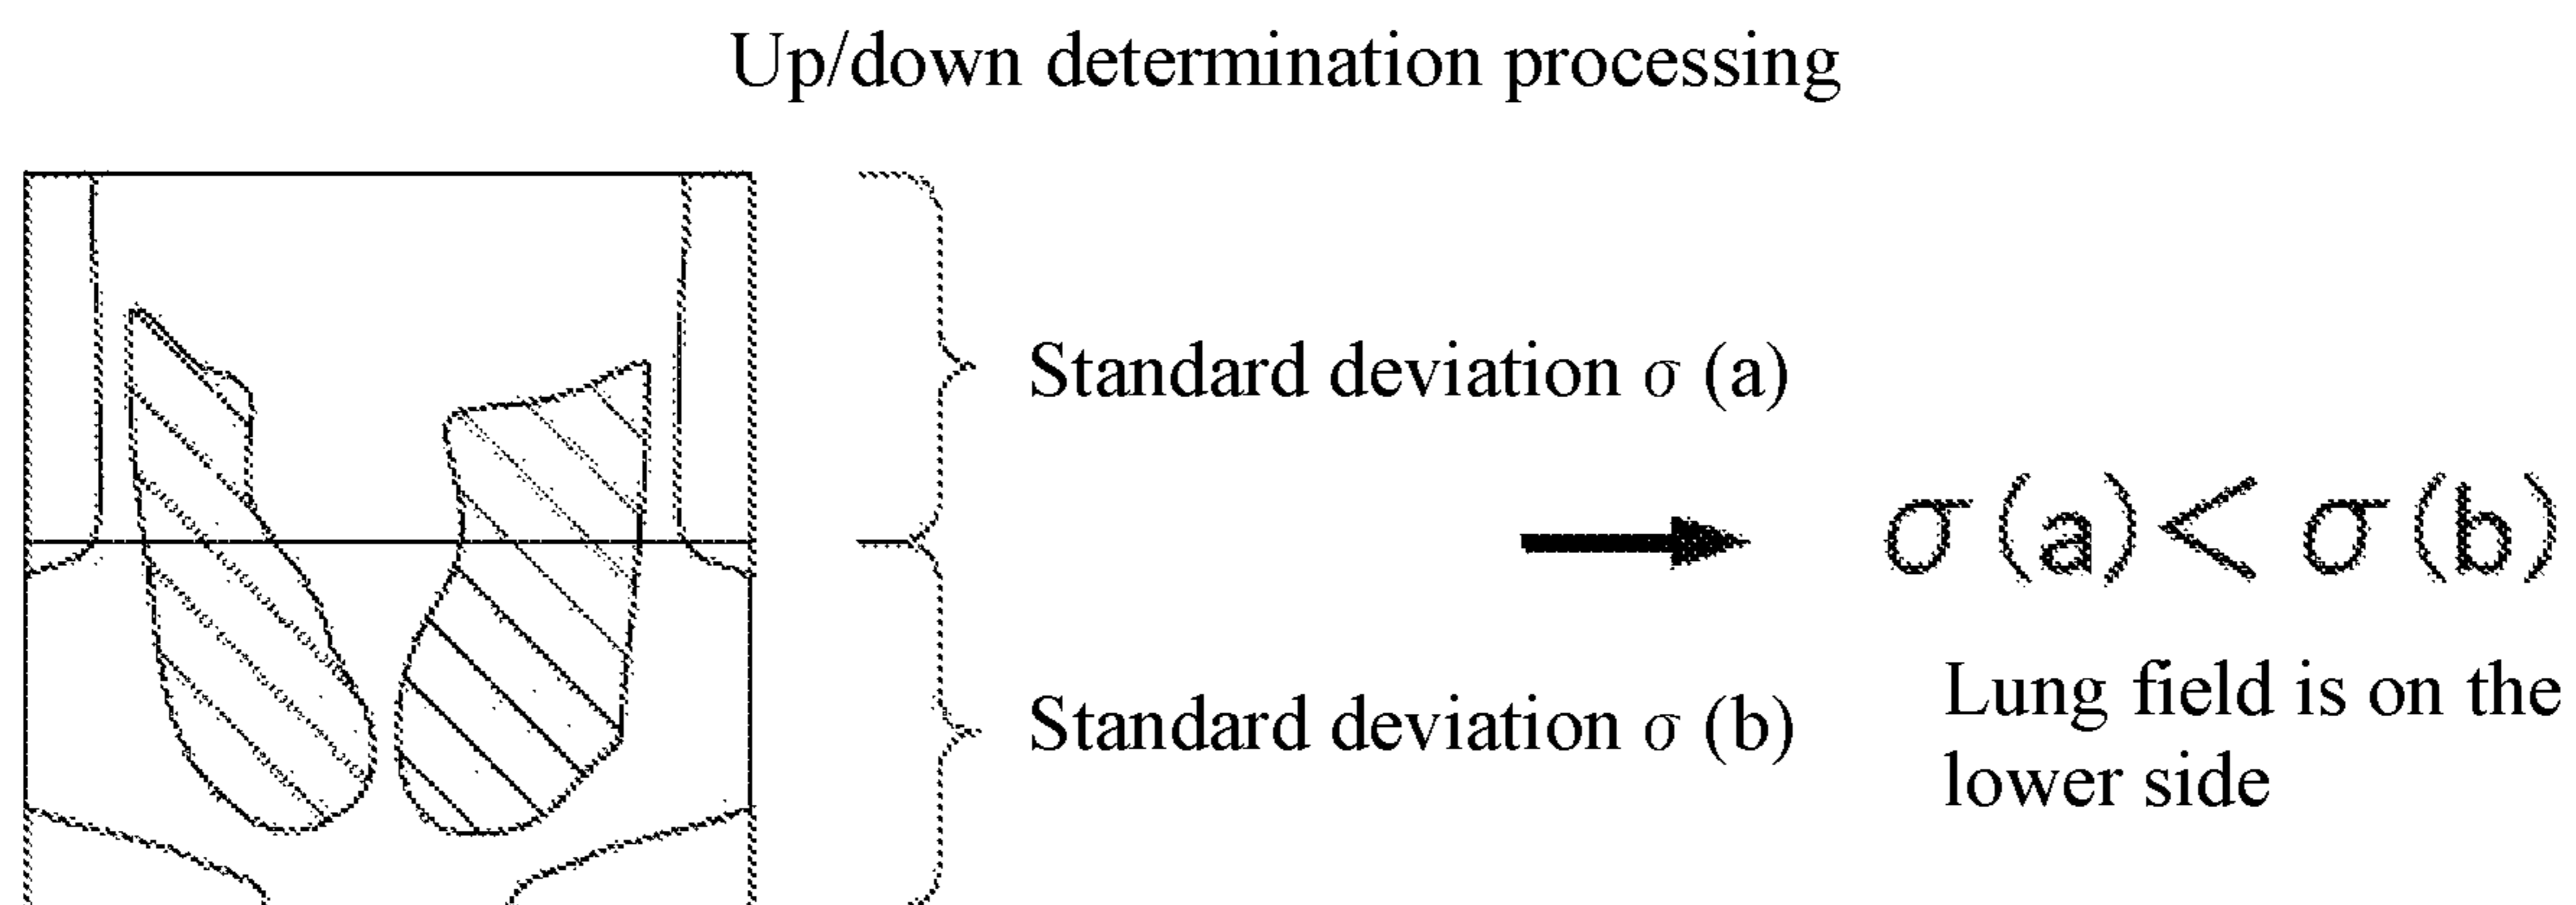 Up/down determination processing
Standard deviation σ (a)
σ(a)< σ(b)
Standard deviation σ (b)
Lung field is on the
lower side